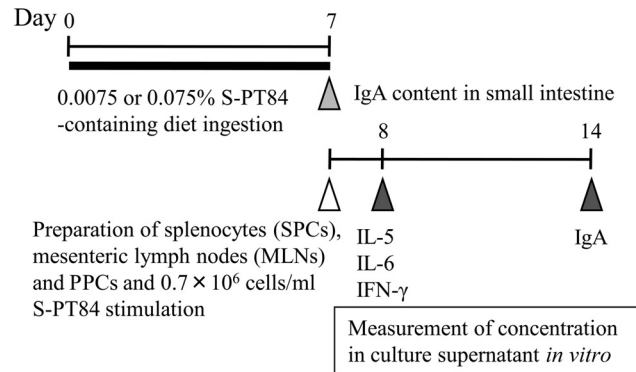 Day 0 7
0.0075 or 0.075% S-PT84
-containing diet ingestion
IgA content in small intestine
8 14
Preparation of splenocytes (SPCs),
mesenteric lymph nodes (MLNs)
and PPCs and 0.7 × 10⁶ cells/ml
S-PT84 stimulation
IL-5
IL-6
IFN-γ
IgA
Measurement of concentration
in culture supernatant in vitro